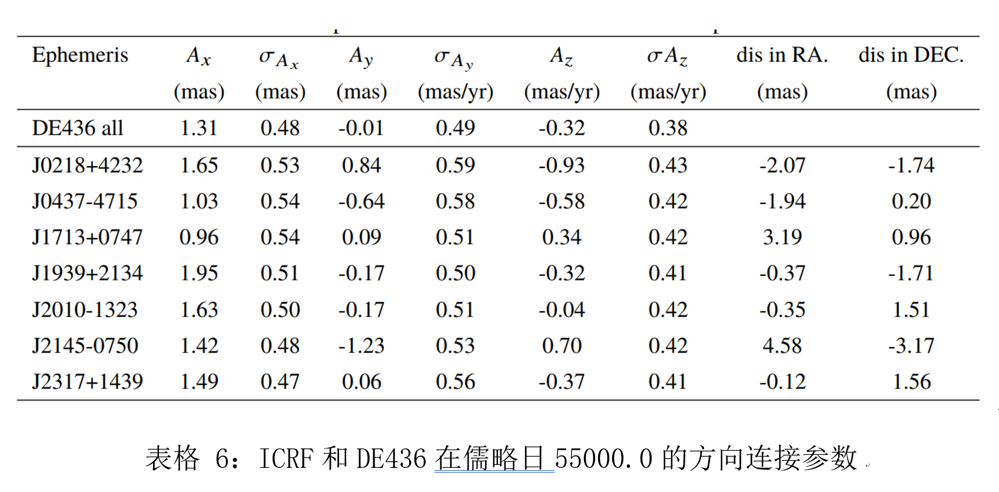 Ephemeris Ax σAx Ay σAy Az σAz dis in RA. dis in DEC.
(mas) (mas) (mas) (mas/yr) (mas/yr) (mas/yr) (mas) (mas)
DE436 all 1.31 0.48 -0.01 0.49 -0.32 0.38
J0218+4232 1.65 0.53 0.84 0.59 -0.93 0.43 -2.07 -1.74
J0437-4715 1.03 0.54 -0.64 0.58 -0.58 0.42 -1.94 0.20
J1713+0747 0.96 0.54 0.09 0.51 0.34 0.42 3.19 0.96
J1939+2134 1.95 0.51 -0.17 0.50 -0.32 0.41 -0.37 -1.71
J2010-1323 1.63 0.50 -0.17 0.51 -0.04 0.42 -0.35 1.51
J2145-0750 1.42 0.48 -1.23 0.53 0.70 0.42 4.58 -3.17
J2317+1439 1.49 0.47 0.06 0.56 -0.37 0.41 -0.12 1.56
表格 6：ICRF 和 DE436 在儒略日 55000.0 的方向连接参数